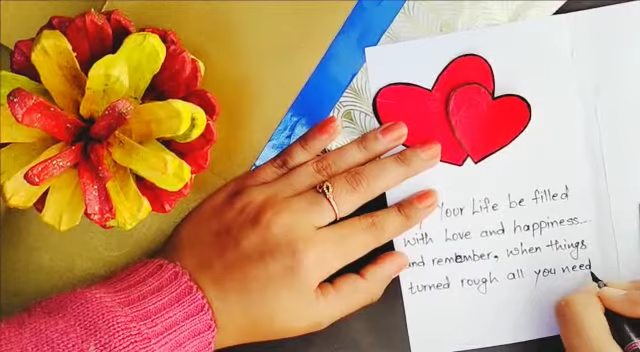 Your Life be filled
with Love and happiness...
and remember, when things
turned rough all you need